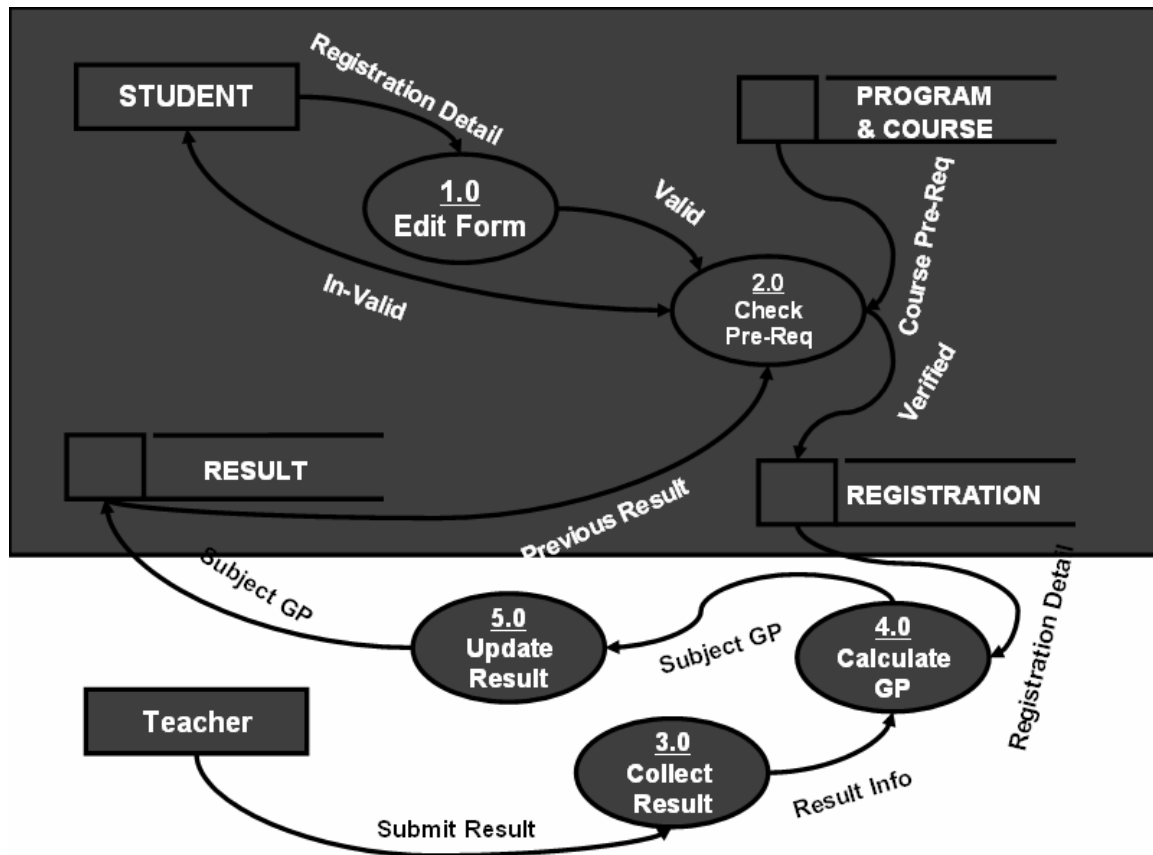 STUDENT
Registration Detail
PROGRAM
& COURSE
1.0
Edit Form
Valid
Course Pre-Req
In-Valid
2.0
Check
Pre-Req
Verified
RESULT
Previous Result
REGISTRATION
Subject GP
5.0
Update
Result
Subject GP
4.0
Calculate
GP
Registration Detail
Teacher
3.0
Collect
Result
Result Info
Submit Result